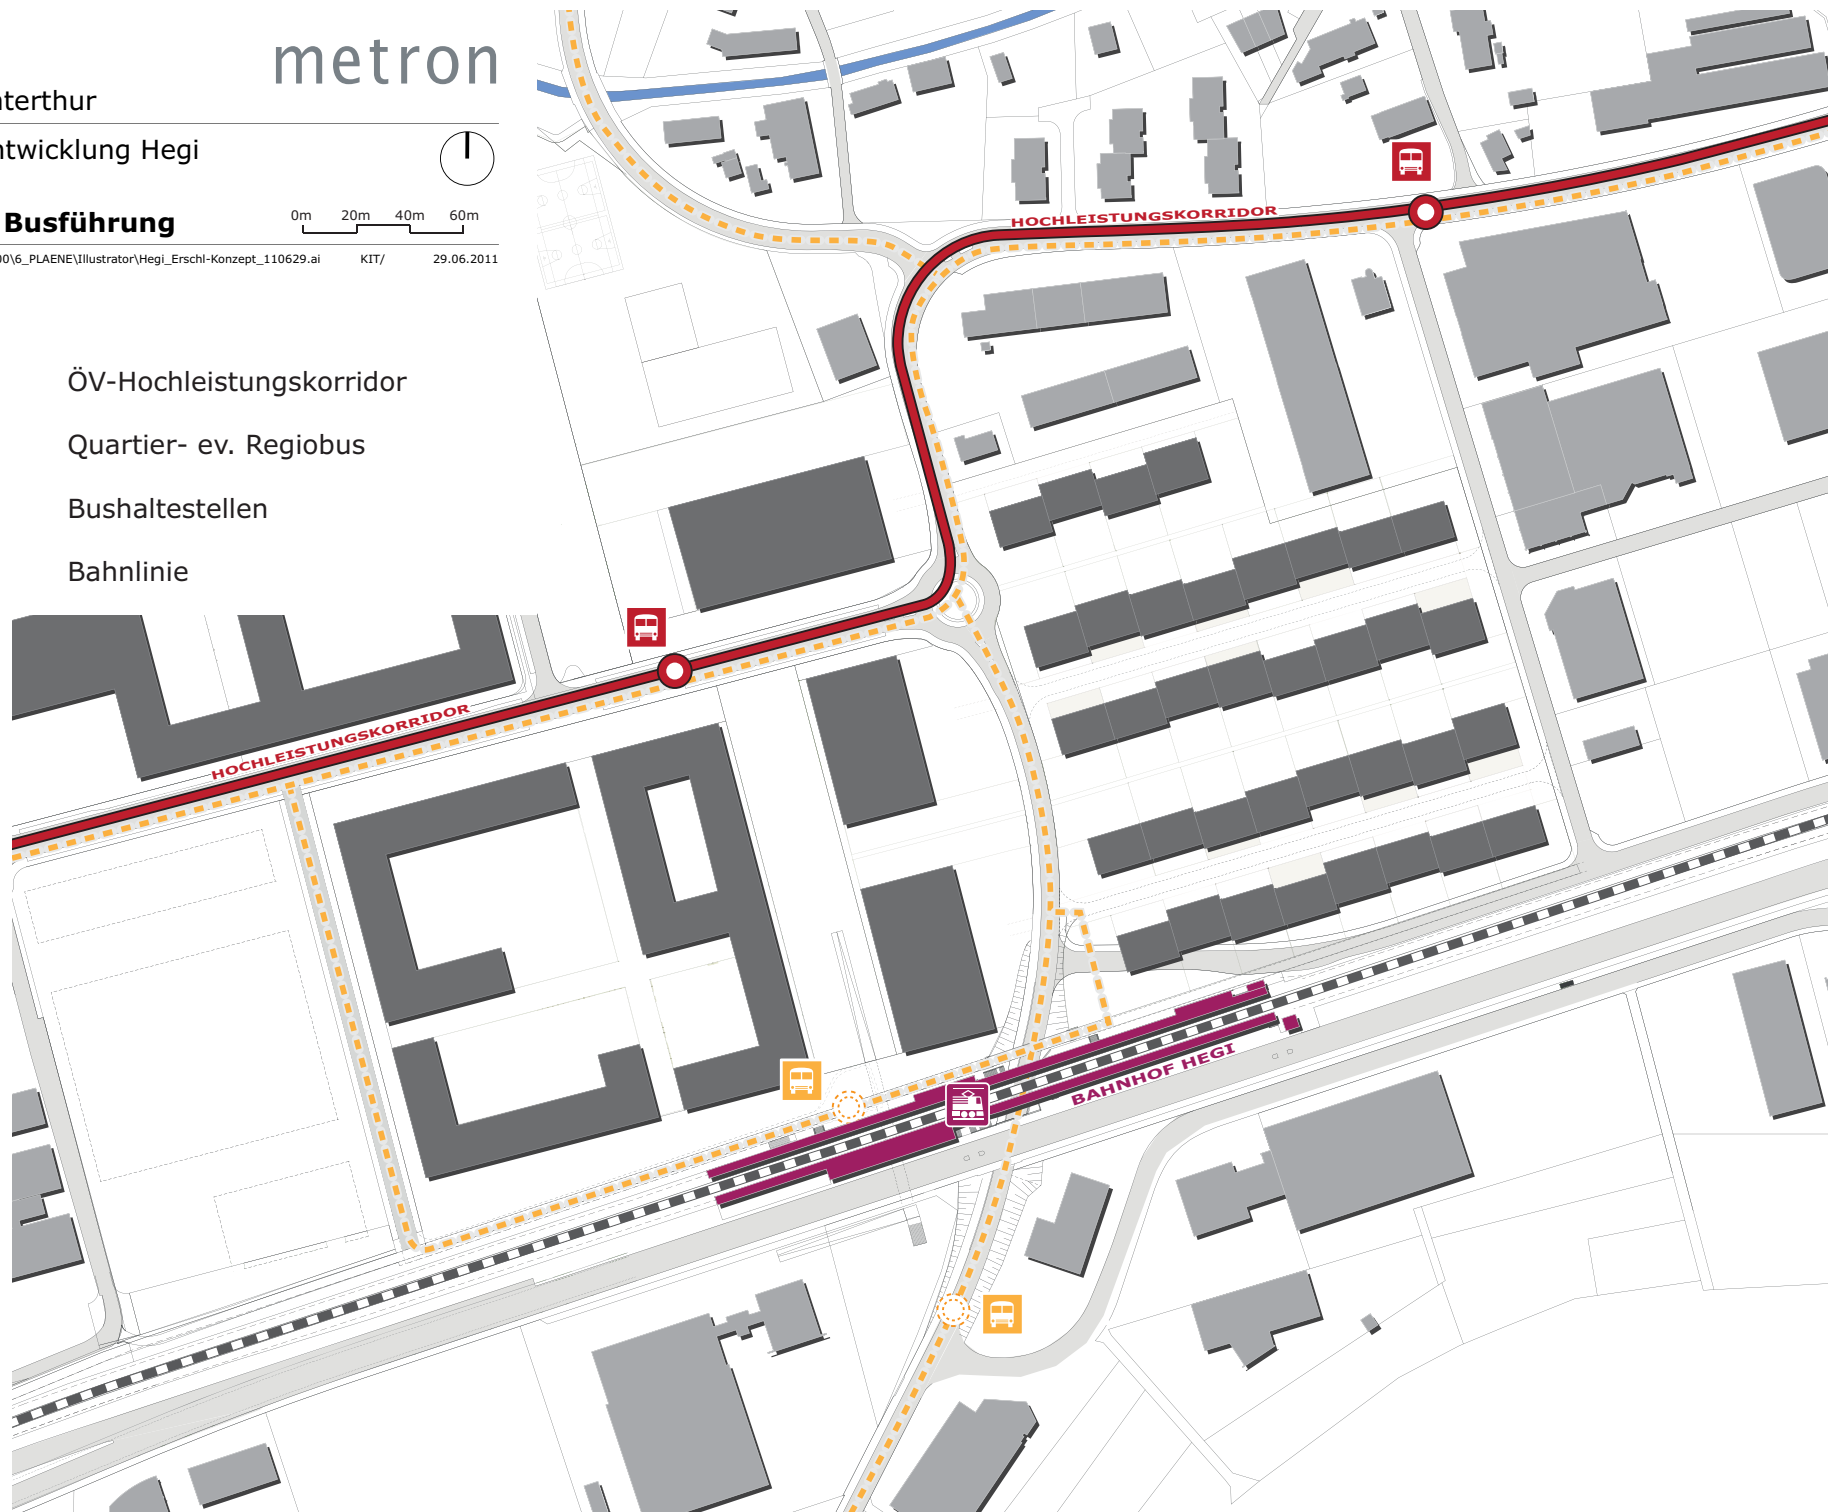 metron
nterthur
ntwicklung Hegi
Busführung
0m 20m 40m 60m
00\6_PLAENE\Illustrator\Hegi_Erschl-Konzept_110629.ai KIT/ 29.06.2011
ÖV-Hochleistungskorridor
Quartier- ev. Regiobus
Bushaltestellen
Bahnlinie
HOCHLEISTUNGSKORRIDOR
HOCHLEISTUNGSKORRIDOR
BAHNHOF HEGI